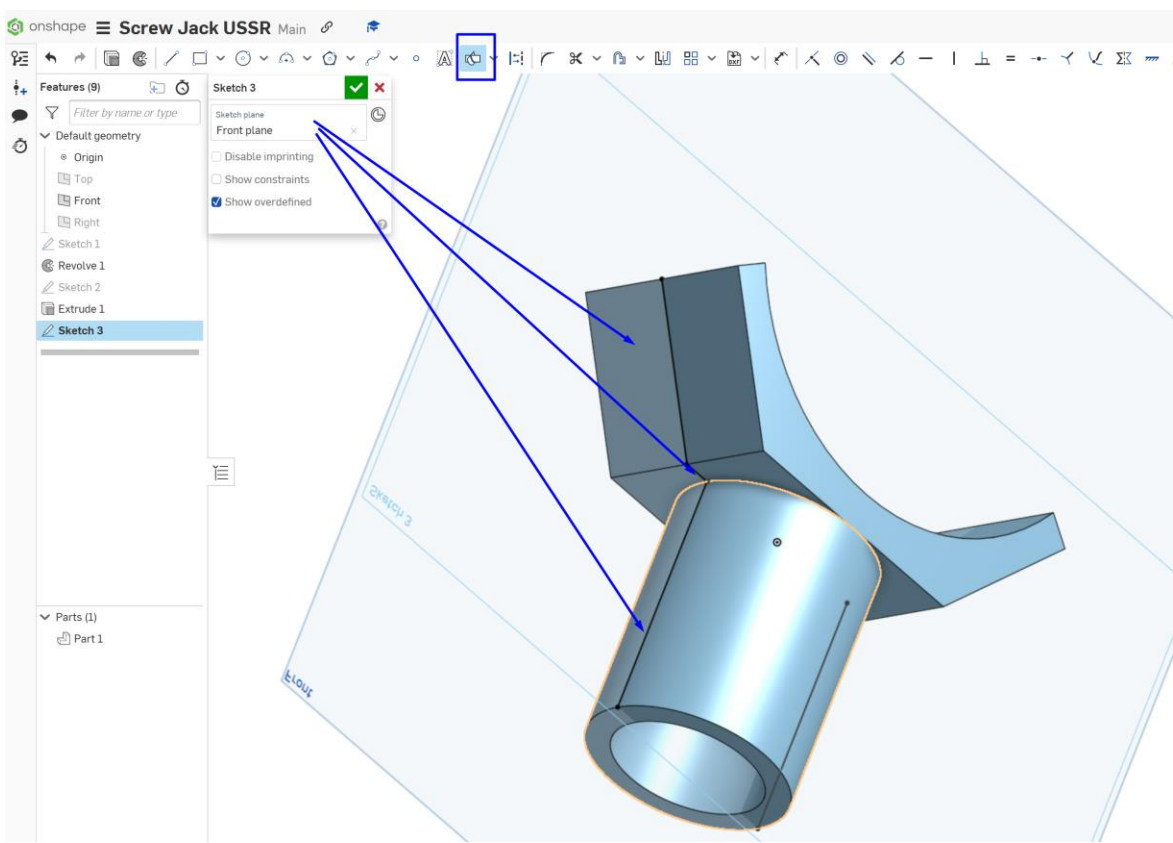 onshape Screw Jack USSR Main
Features (9)
Filter by name or type
Default geometry
Origin
Top
Front
Right
Sketch 1
Revolve 1
Sketch 2
Extrude 1
Sketch 3
Sketch 3
Sketch plane
Front plane
Disable imprinting
Show constraints
Show overdefined
Sketch 3
Front
Parts (1)
Part 1